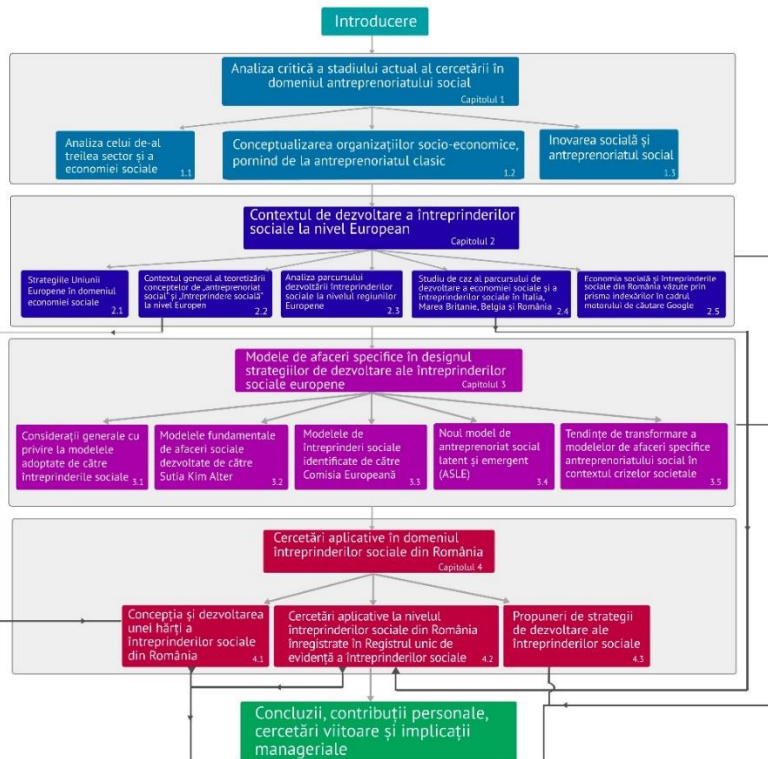 Introducere
Analiza critică a stadiului actual al cercetării în
domeniul antreprenoriatului social
Capitolul 1
Analiza celui de-al
treilea sector și a
economiei sociale
1.1
Conceptualizarea organizațiilor socio-economice,
pornind de la antreprenoriatul clasic
1.2
Inovarea socială și
antreprenoriatul social
1.3
Contextul de dezvoltare a întreprinderilor
sociale la nivel European
Capitolul 2
Strategiile Uniunii
Europene în domeniul
economiei sociale
2.1
Contextul general al teoretizării
conceptelor de „antreprenoriat
social” și „întreprindere socială”
la nivel Europen
2.2
Analiza parcursului
dezvoltării întreprinderilor
sociale la nivelul regiunilor
Europene
2.3
Studiu de caz al parcursului de
dezvoltare a economiei sociale și a
întreprinderilor sociale în Italia,
Marea Britanie, Belgia și România
2.4
Economia socială și întreprinderile
sociale din România văzute prin
prisma indexărilor în cadrul
motorului de căutare Google
2.5
Modele de afaceri specifice în designul
strategiilor de dezvoltare ale întreprinderilor
sociale europene
Capitolul 3
Considerații generale cu
privire la modelele
adoptate de către
întreprinderile sociale
3.1
Modelele fundamentale
de afaceri sociale
dezvoltate de către
Sutia Kim Alter
3.2
Modelele de
întreprinderi sociale
identificate de către
Comisia Europeană
3.3
Noul model de
antreprenoriat social
latent și emergent
(ASLE)
3.4
Tendințe de transformare a
modelelor de afaceri specifice
antreprenoriatului social în
contextul crizelor societale
3.5
Cercetări aplicative în domeniul
întreprinderilor sociale din România
Capitolul 4
Concepția și dezvoltarea
unei hărți a
întreprinderilor sociale
din România
4.1
Cercetări aplicative la nivelul
întreprinderilor sociale din România
înregistrate în Registrul unic de
evidență a întreprinderilor sociale
4.2
Propuneri de strategii
de dezvoltare ale
întreprinderilor sociale
4.3
Concluzii, contribuții personale,
cercetări viitoare și implicații
manageriale